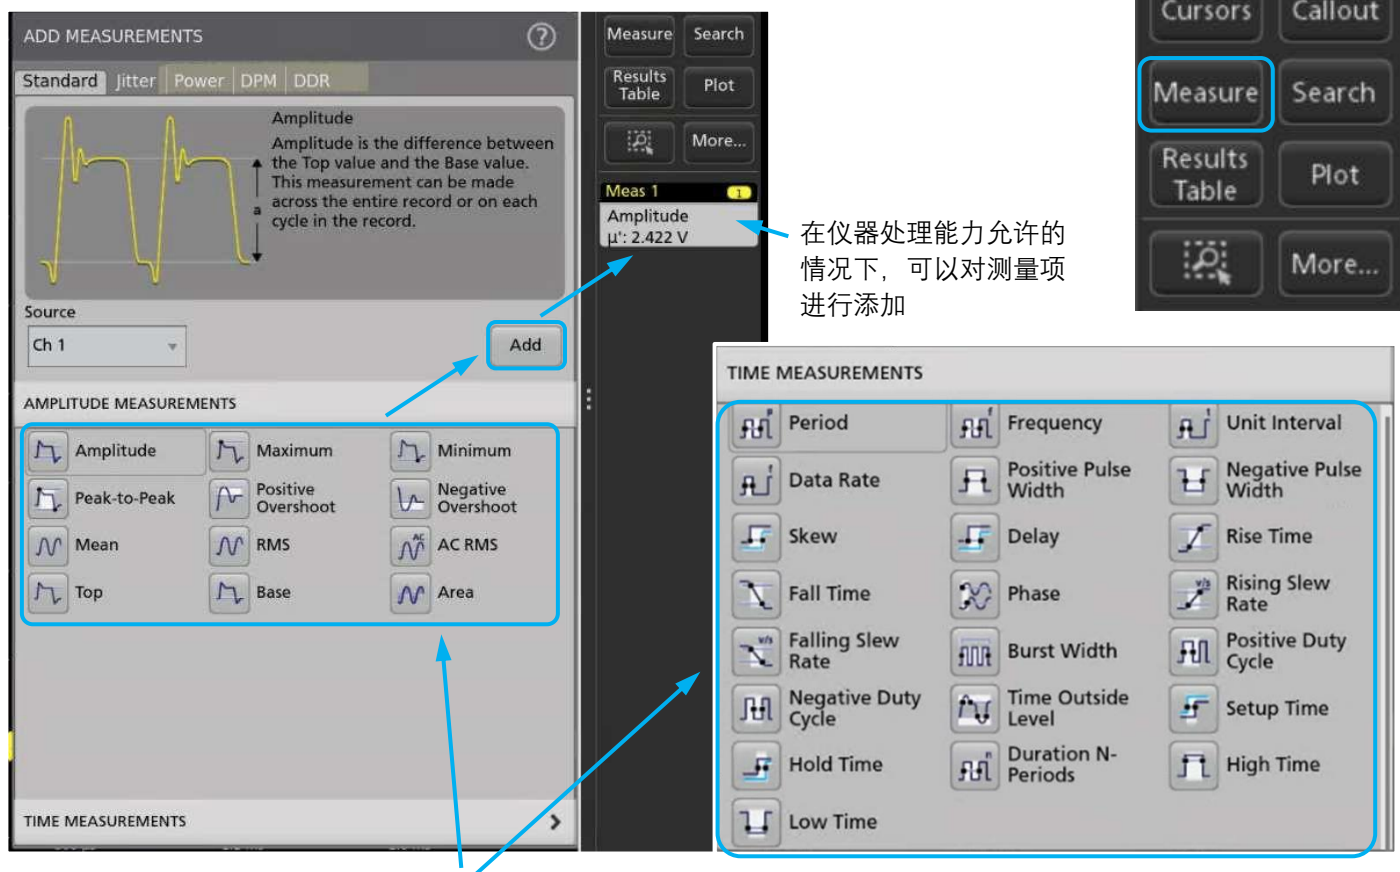 ADD MEASUREMENTS
?
Standard Jitter Power DPM DDR
Amplitude
Amplitude is the difference between
the Top value and the Base value.
This measurement can be made
across the entire record or on each
cycle in the record.
a
Source
Ch 1
Add
AMPLITUDE MEASUREMENTS
Amplitude Maximum Minimum
Peak-to-Peak
Positive
Overshoot
Negative
Overshoot
Mean RMS AC RMS
Top Base Area
TIME MEASUREMENTS
Measure Search
Results
Table
Plot
More...
Meas 1 1
Amplitude
µ': 2.422 V
在仪器处理能力允许的
情况下，可以对测量项
进行添加
Cursors Callout
Measure Search
Results
Table
Plot
More...
TIME MEASUREMENTS
Period Frequency Unit Interval
Data Rate
Positive Pulse
Width
Negative Pulse
Width
Skew Delay Rise Time
Fall Time Phase
Rising Slew
Rate
Falling Slew
Rate
Burst Width
Positive Duty
Cycle
Negative Duty
Cycle
Time Outside
Level
Setup Time
Hold Time
Duration N-
Periods
High Time
Low Time